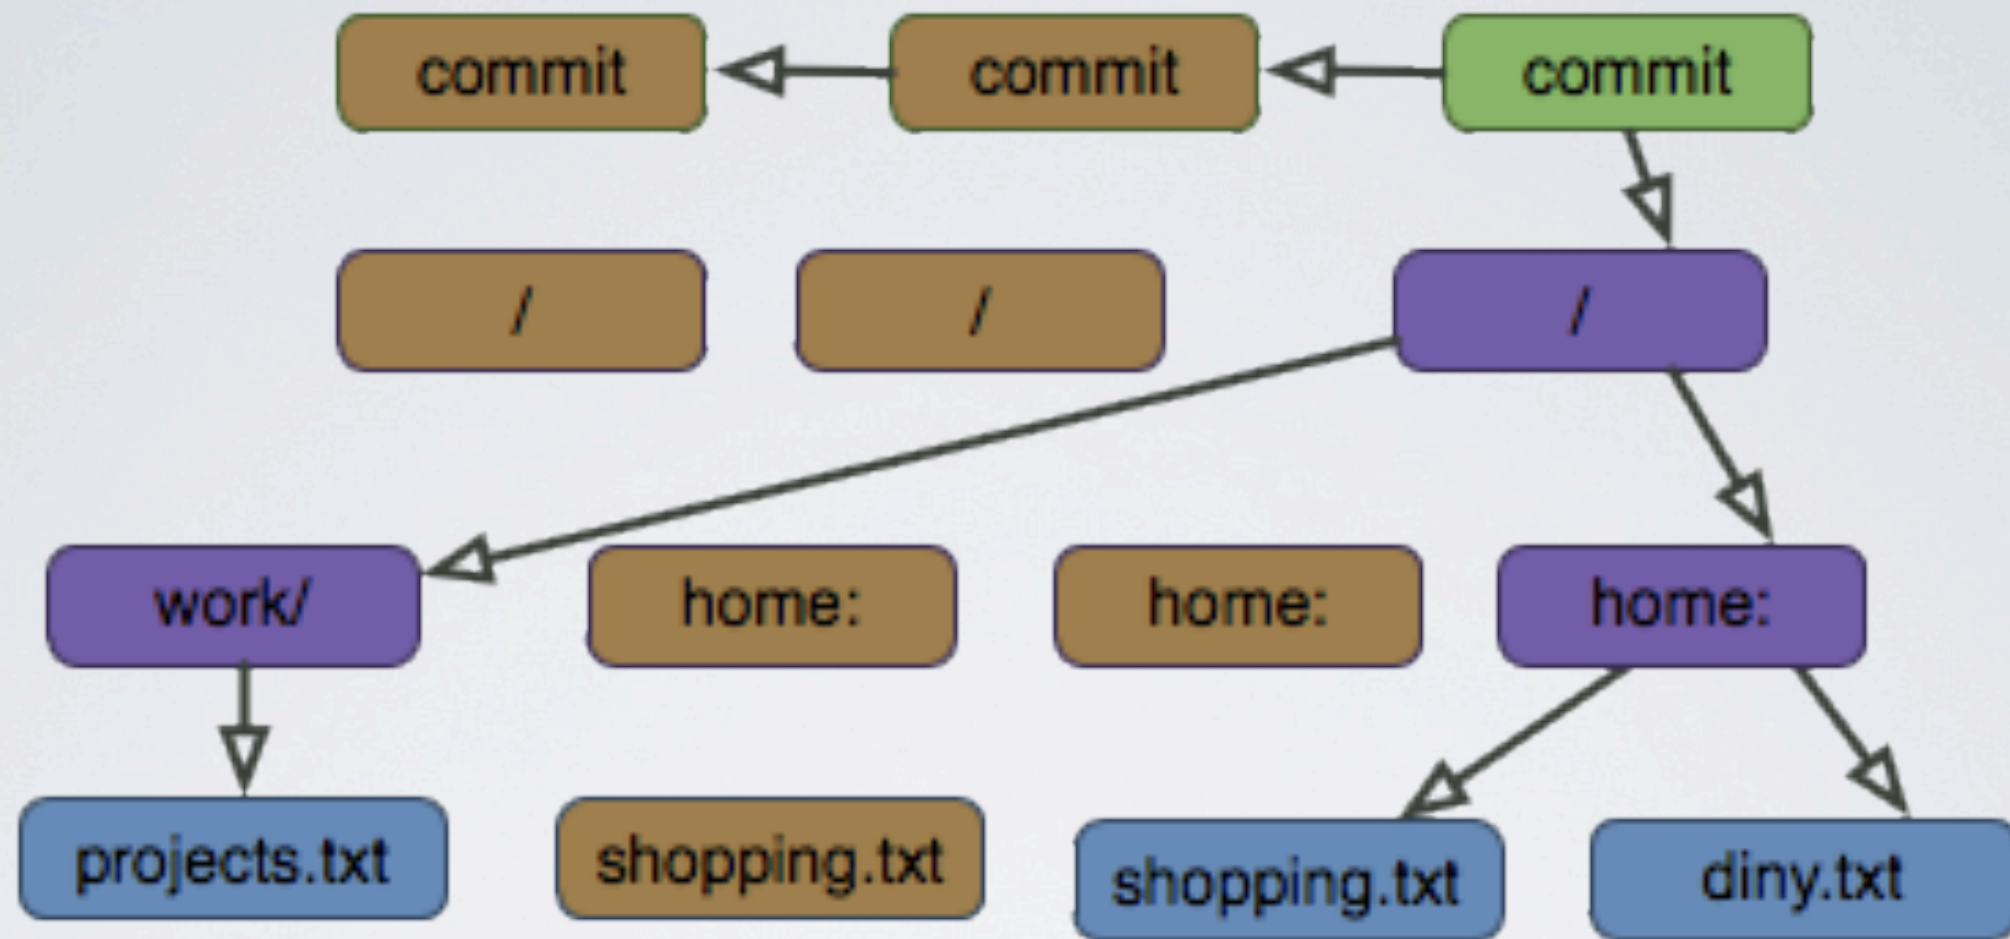 commit
commit
commit
/
/
/
work/
home:
home:
home:
projects.txt
shopping.txt
shopping.txt
diny.txt